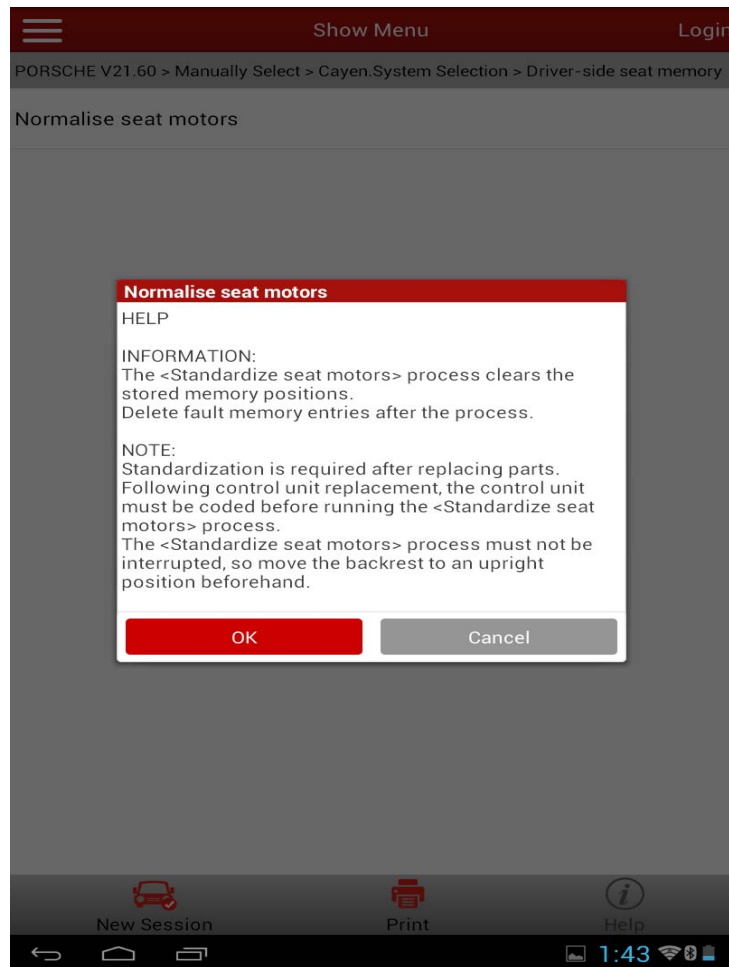 Show Menu
Login
PORSCHE V21.60 > Manually Select > Cayen.System Selection > Driver-side seat memory
Normalise seat motors
Normalise seat motors
HELP
INFORMATION:
The <Standardize seat motors> process clears the
stored memory positions.
Delete fault memory entries after the process.
NOTE:
Standardization is required after replacing parts.
Following control unit replacement, the control unit
must be coded before running the <Standardize seat
motors> process.
The <Standardize seat motors> process must not be
interrupted, so move the backrest to an upright
position beforehand.
OK
Cancel
New Session
Print
Help
1:43